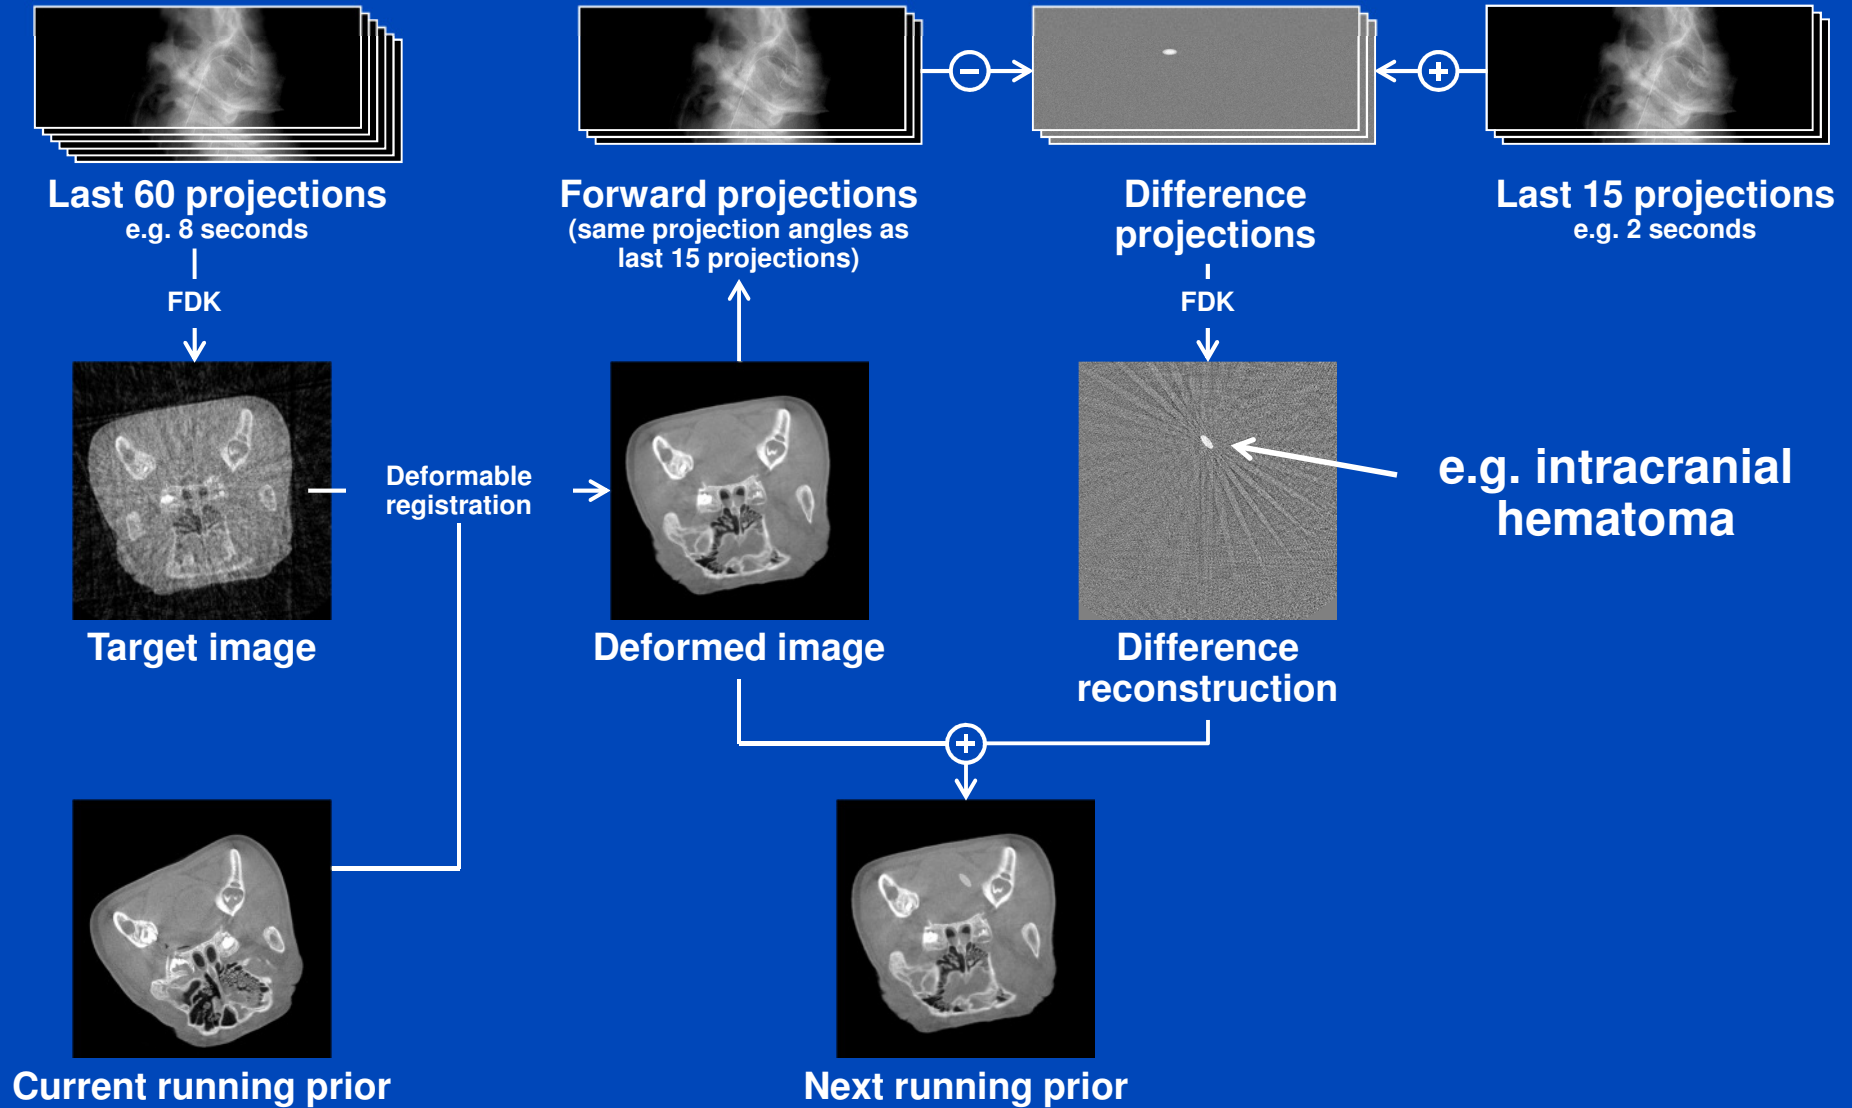 Last 60 projections
e.g. 8 seconds
Forward projections
(same projection angles as
last 15 projections)
Difference
projections
Last 15 projections
e.g. 2 seconds
FDK
FDK
Deformable
registration
e.g. intracranial
hematoma
Target image
Deformed image
Difference
reconstruction
Current running prior
Next running prior